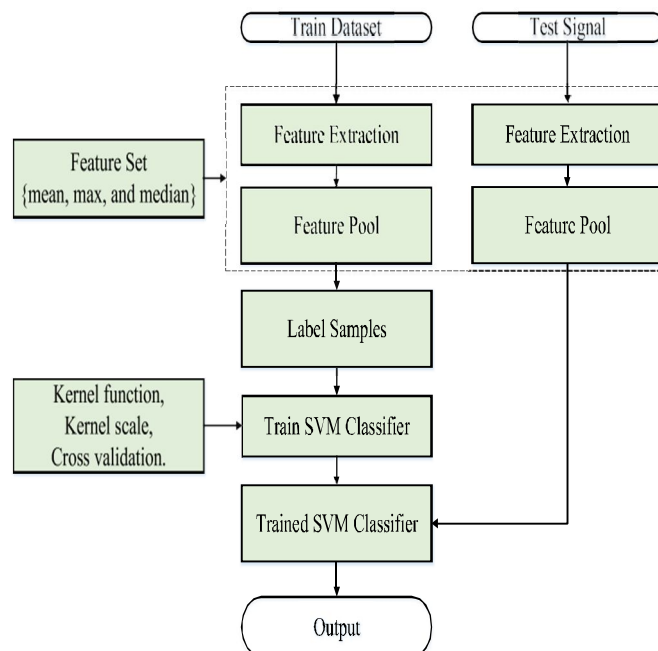 Train Dataset
Test Signal
Feature Extraction
Feature Extraction
Feature Set
{mean, max, and median}
Feature Pool
Feature Pool
Label Samples
Kernel function,
Kernel scale,
Cross validation.
Train SVM Classifier
Trained SVM Classifier
Output